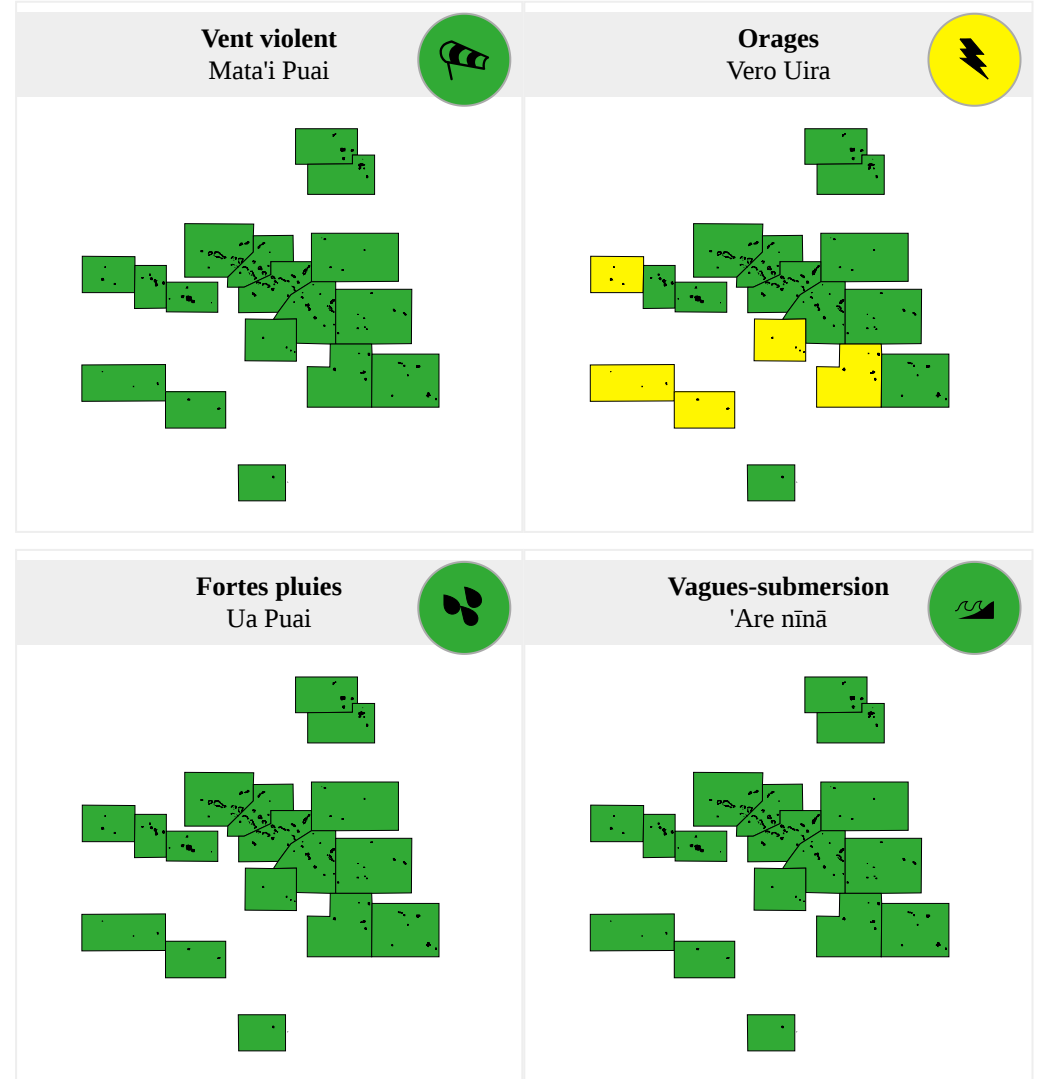 Vent violent
Mata'i Puai
Orages
Vero Uira
Fortes pluies
Ua Puai
Vagues-submersion
'Are nīnā